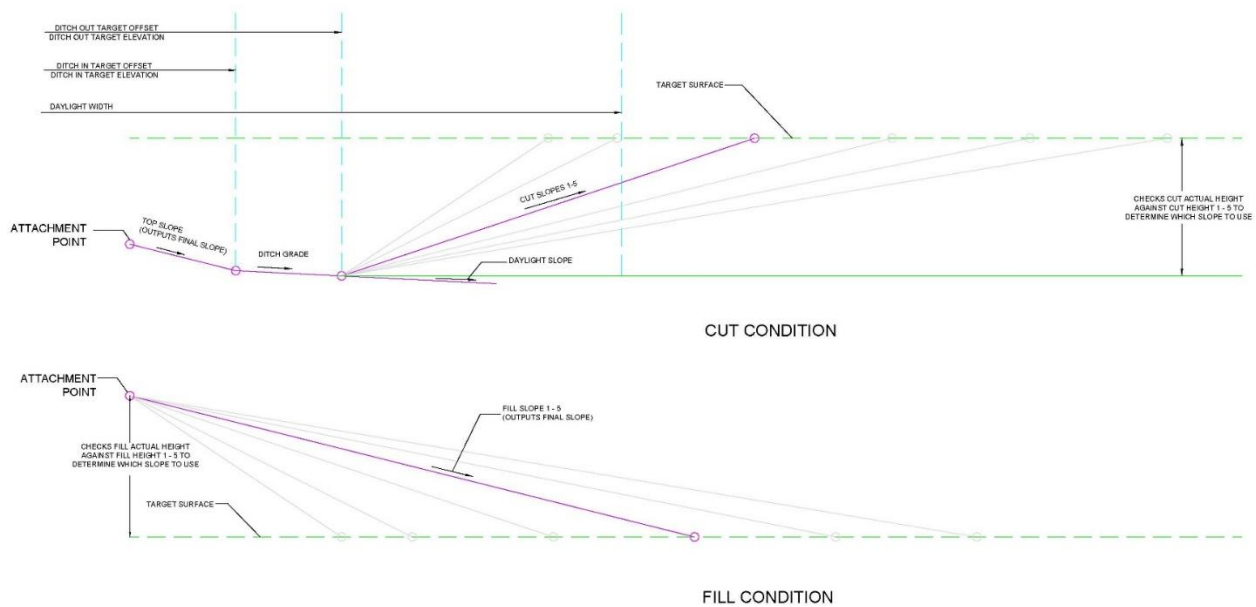 DITCH OUT TARGET OFFSET
DITCH OUT TARGET ELEVATION
DITCH IN TARGET OFFSET
DITCH IN TARGET ELEVATION
DAYLIGHT WIDTH
TARGET SURFACE
CUT SLOPES 1-5
CHECKS CUT ACTUAL HEIGHT
AGAINST CUT HEIGHT 1 - 5 TO
DETERMINE WHICH SLOPE TO USE
ATTACHMENT
POINT
TOP SLOPE
(OUTPUTS FINAL SLOPE)
DITCH GRADE
DAYLIGHT SLOPE
CUT CONDITION
ATTACHMENT
POINT
FILL SLOPE 1 - 5
(OUTPUTS FINAL SLOPE)
CHECKS FILL ACTUAL HEIGHT
AGAINST FILL HEIGHT 1 - 5 TO
DETERMINE WHICH SLOPE TO USE
TARGET SURFACE
FILL CONDITION